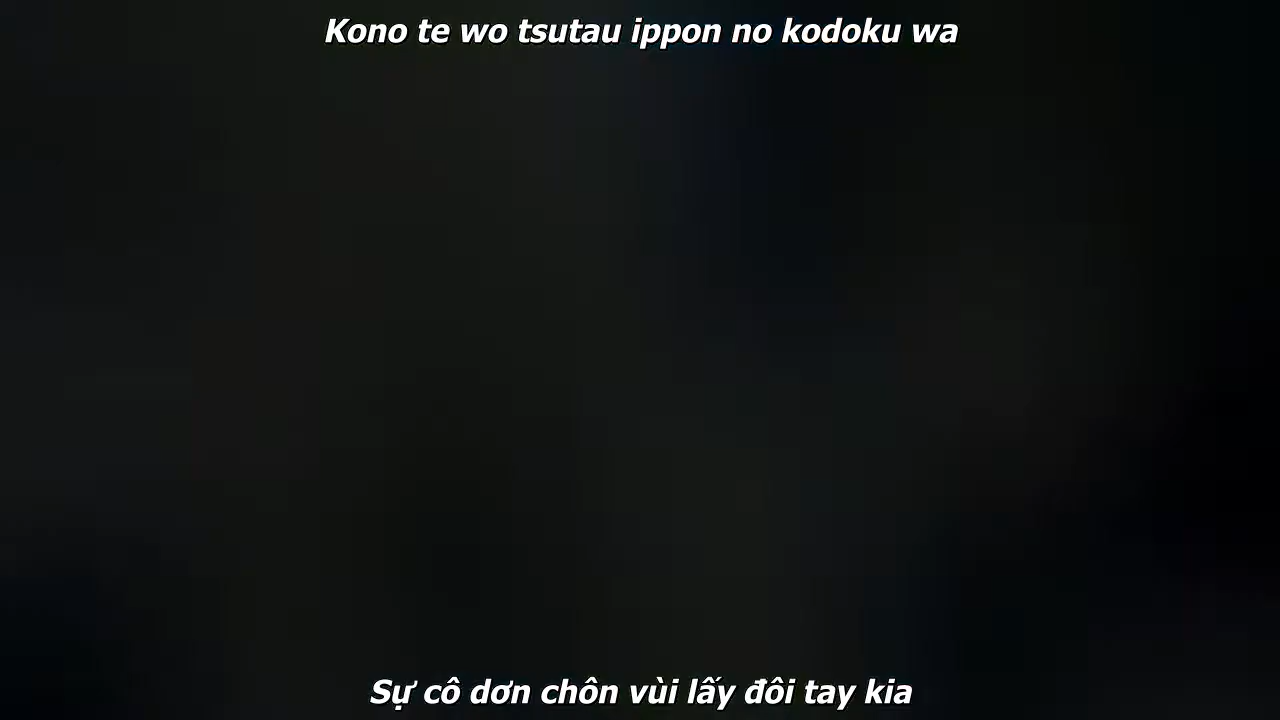 Kono te wo tsutau ippon no kodoku wa
Sự cô dơn chôn vùi lấy đôi tay kia